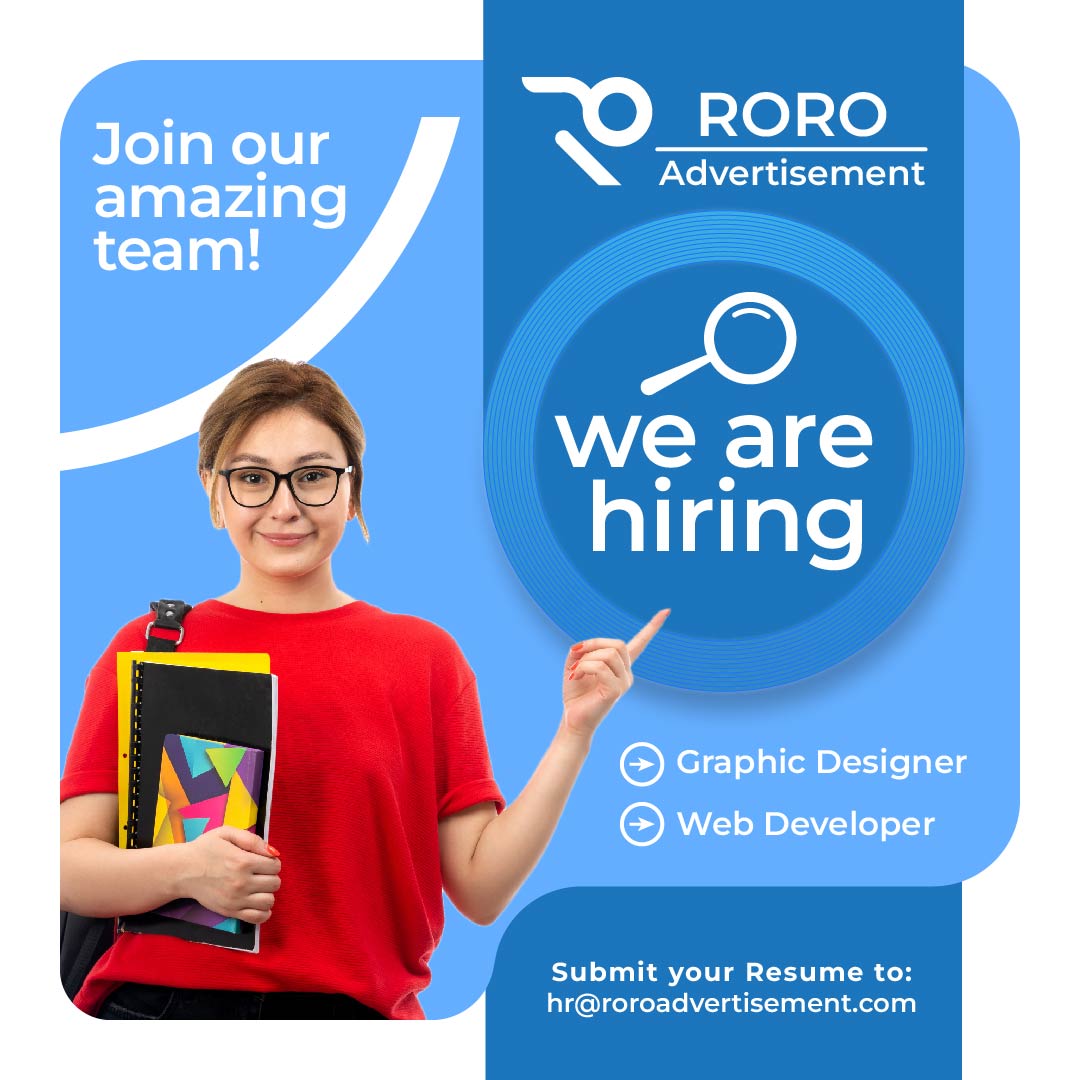 Join our
amazing
team!
RORO
Advertisement
we are
hiring
Graphic Designer
Web Developer
Submit your Resume to:
hr@roroadvertisement.com